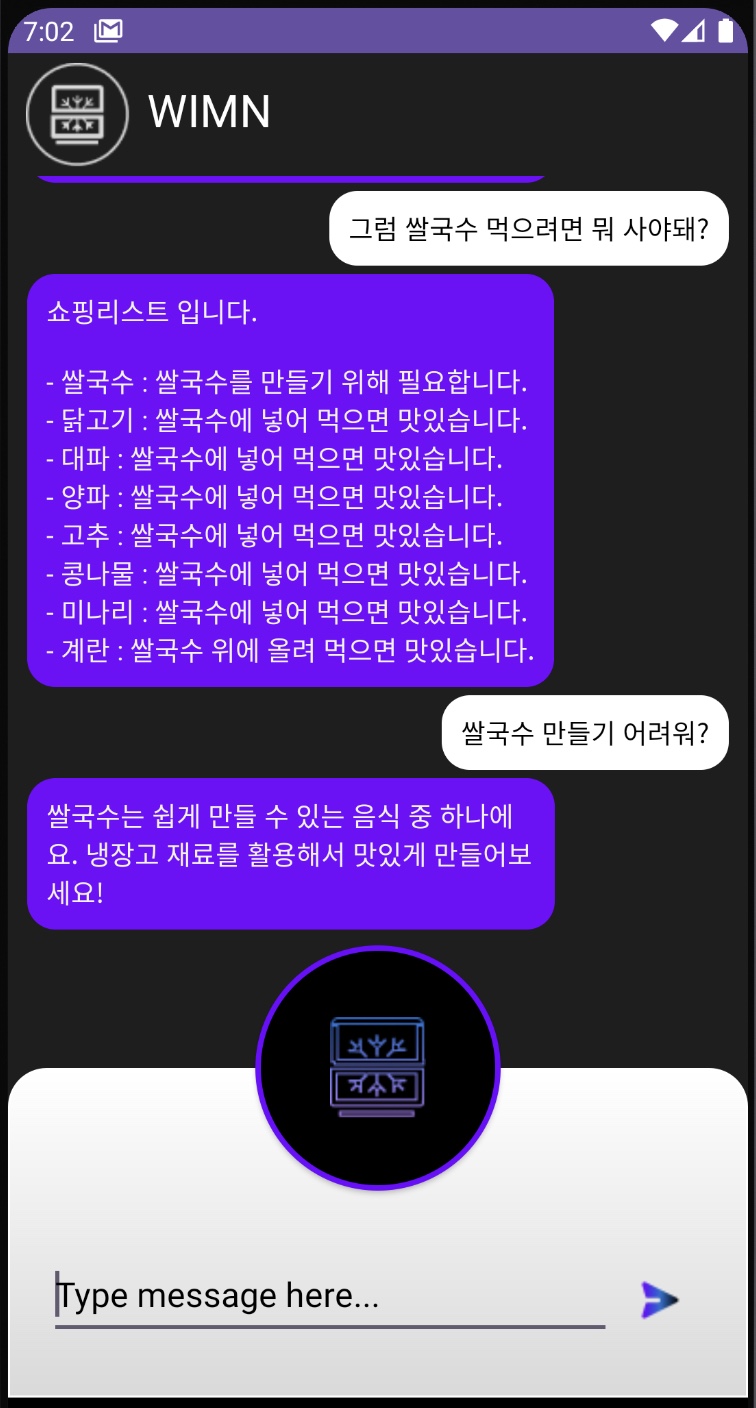 7:02
WIMN
그럼 쌀국수 먹으려면 뭐 사야돼?
쇼핑리스트 입니다.
- 쌀국수 : 쌀국수를 만들기 위해 필요합니다.
- 닭고기 : 쌀국수에 넣어 먹으면 맛있습니다.
- 대파 : 쌀국수에 넣어 먹으면 맛있습니다.
- 양파 : 쌀국수에 넣어 먹으면 맛있습니다.
- 고추 : 쌀국수에 넣어 먹으면 맛있습니다.
- 콩나물 : 쌀국수에 넣어 먹으면 맛있습니다.
- 미나리 : 쌀국수에 넣어 먹으면 맛있습니다.
- 계란 : 쌀국수 위에 올려 먹으면 맛있습니다.
쌀국수 만들기 어려워?
쌀국수는 쉽게 만들 수 있는 음식 중 하나에
요. 냉장고 재료를 활용해서 맛있게 만들어보
세요!
Type message here...